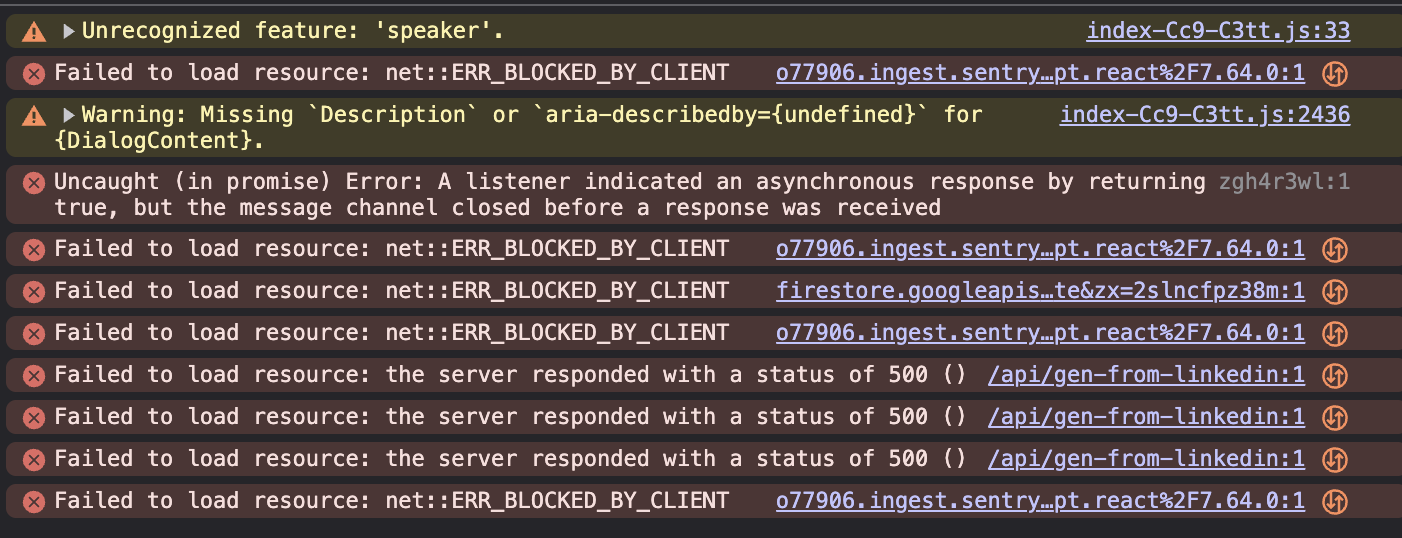 Unrecognized feature: 'speaker'. index-Cc9-C3tt.js:33
Failed to load resource: net::ERR_BLOCKED_BY_CLIENT o77906.ingest.sentry…pt.react%2F7.64.0:1
Warning: Missing `Description` or `aria-describedby={undefined}` for index-Cc9-C3tt.js:2436
{DialogContent}.
Uncaught (in promise) Error: A listener indicated an asynchronous response by returning zgh4r3wl:1
true, but the message channel closed before a response was received
Failed to load resource: net::ERR_BLOCKED_BY_CLIENT o77906.ingest.sentry…pt.react%2F7.64.0:1
Failed to load resource: net::ERR_BLOCKED_BY_CLIENT firestore.googleapis…te&zx=2slncfpz38m:1
Failed to load resource: net::ERR_BLOCKED_BY_CLIENT o77906.ingest.sentry…pt.react%2F7.64.0:1
Failed to load resource: the server responded with a status of 500 () /api/gen-from-linkedin:1
Failed to load resource: the server responded with a status of 500 () /api/gen-from-linkedin:1
Failed to load resource: the server responded with a status of 500 () /api/gen-from-linkedin:1
Failed to load resource: net::ERR_BLOCKED_BY_CLIENT o77906.ingest.sentry…pt.react%2F7.64.0:1